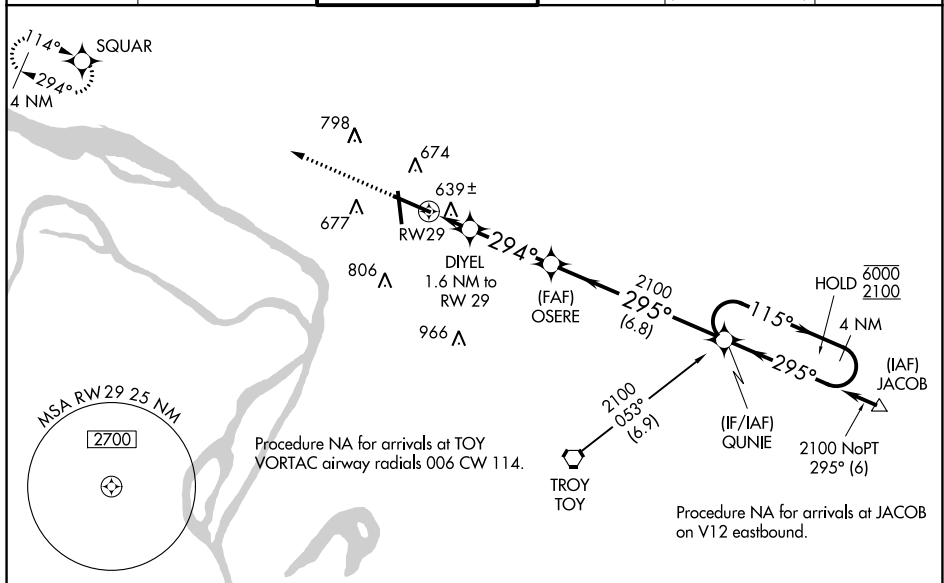 SQUAR
114°
294°
4 NM
798
674
639 ±
677
RW29
806
966
DIYEL
1.6 NM to
RW 29
294°
(FAF)
OSERE
2100
295°
(6.8)
HOLD 6000
2100
115°
4 NM
295°
(IAF)
JACOB
(IF/IAF)
QUNIE
2100 NoPT
295° (6)
2100
053°
(6.9)
TROY
TOY
MSA RW 29 25 NM
2700
Procedure NA for arrivals at TOY
VORTAC airway radials 006 CW 114.
Procedure NA for arrivals at JACOB
on V12 eastbound.